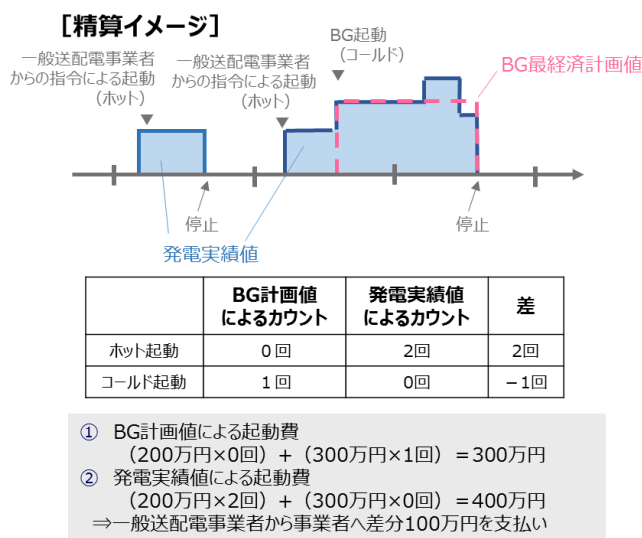 ［精算イメージ］
一般送配電事業者
からの指令による起動
（ホット）
一般送配電事業者
からの指令による起動
（ホット）
BG起動
（コールド）
BG最経済計画値
停止
停止
発電実績値
BG計画値
によるカウント
発電実績値
によるカウント
差
ホット起動 0回 2回 2回
コールド起動 1回 0回 －1回
① BG計画値による起動費
（200万円×0回）＋（300万円×1回）＝300万円
② 発電実績値による起動費
（200万円×2回）＋（300万円×0回）＝400万円
⇒一般送配電事業者から事業者へ差分100万円を支払い